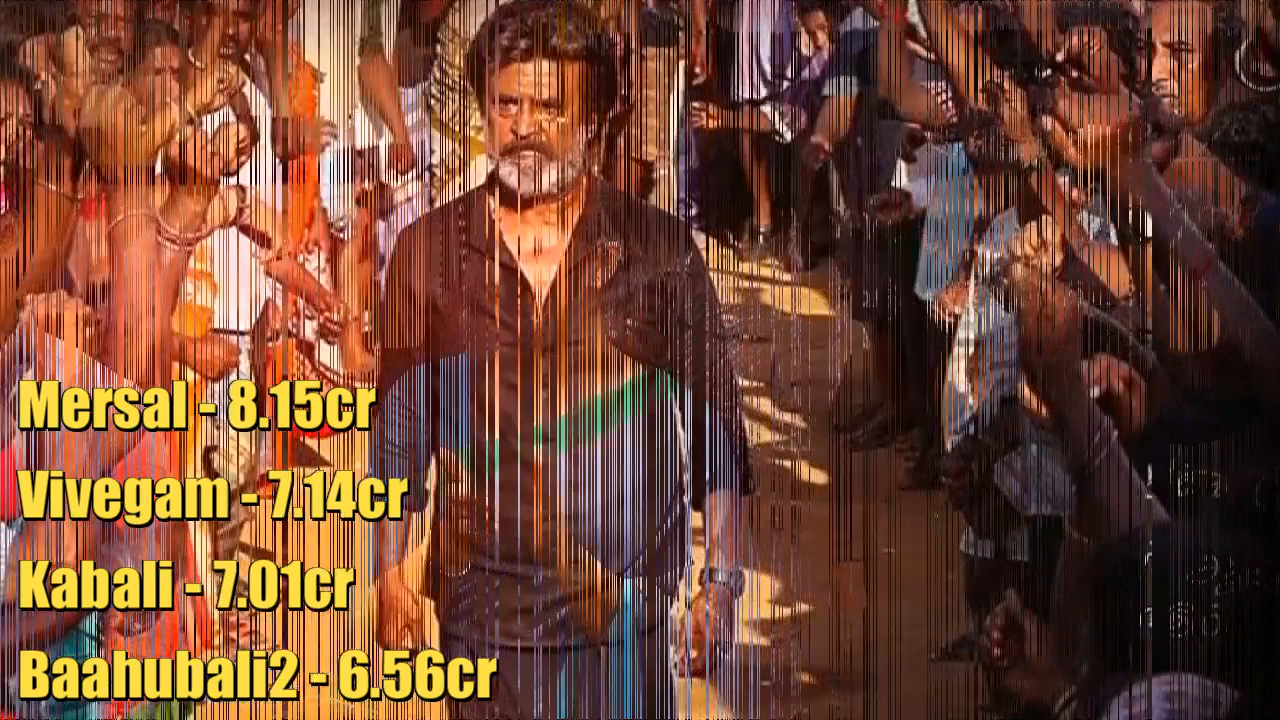 Mersal - 8.15cr
Vivegam - 7.14cr
Kabali - 7.01cr
Baahubali2 - 6.56cr